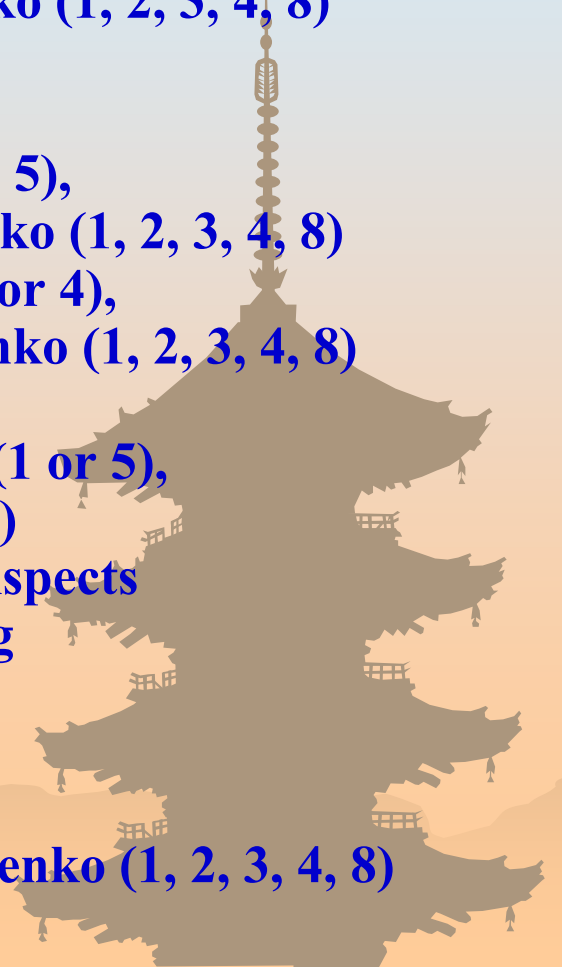 ko (1, 2, 3, 4, 8)
5),
ko (1, 2, 3, 4, 8)
or 4),
nko (1, 2, 3, 4, 8)
(1 or 5),
)
spects
g
enko (1, 2, 3, 4, 8)